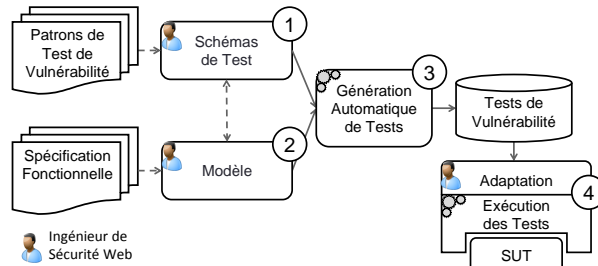 Patrons de
Test de
Vulnérabilité
Schémas
de Test
1
Spécification
Fonctionnelle
Modèle
2
Génération
Automatique
de Tests
3
Tests de
Vulnérabilité
Adaptation
4
Exécution
des Tests
SUT
Ingénieur de
Sécurité Web